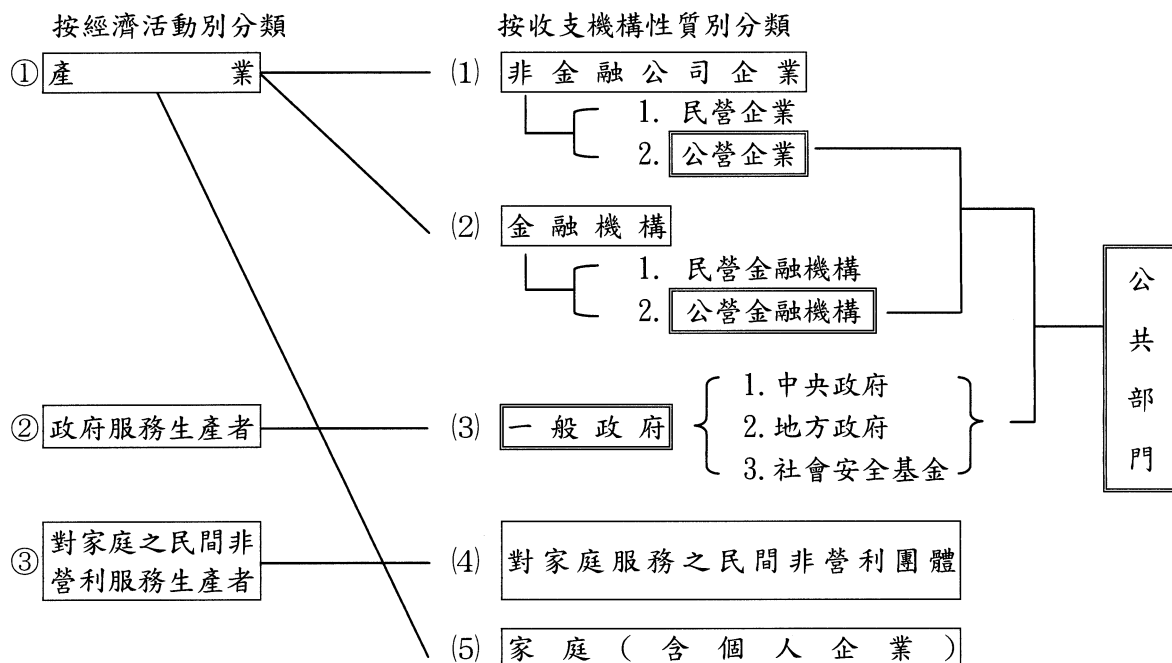 按經濟活動別分類
按收支機構性質別分類
① 產業
⑴ 非金融公司企業
1. 民營企業
2. 公營企業
⑵ 金融機構
1. 民營金融機構
2. 公營金融機構
② 政府服務生產者
⑶ 一般政府
1.中央政府
2.地方政府
3.社會安全基金
公共部門
③ 對家庭之民間非
營利服務生產者
⑷ 對家庭服務之民間非營利團體
⑸ 家庭(含個人企業)